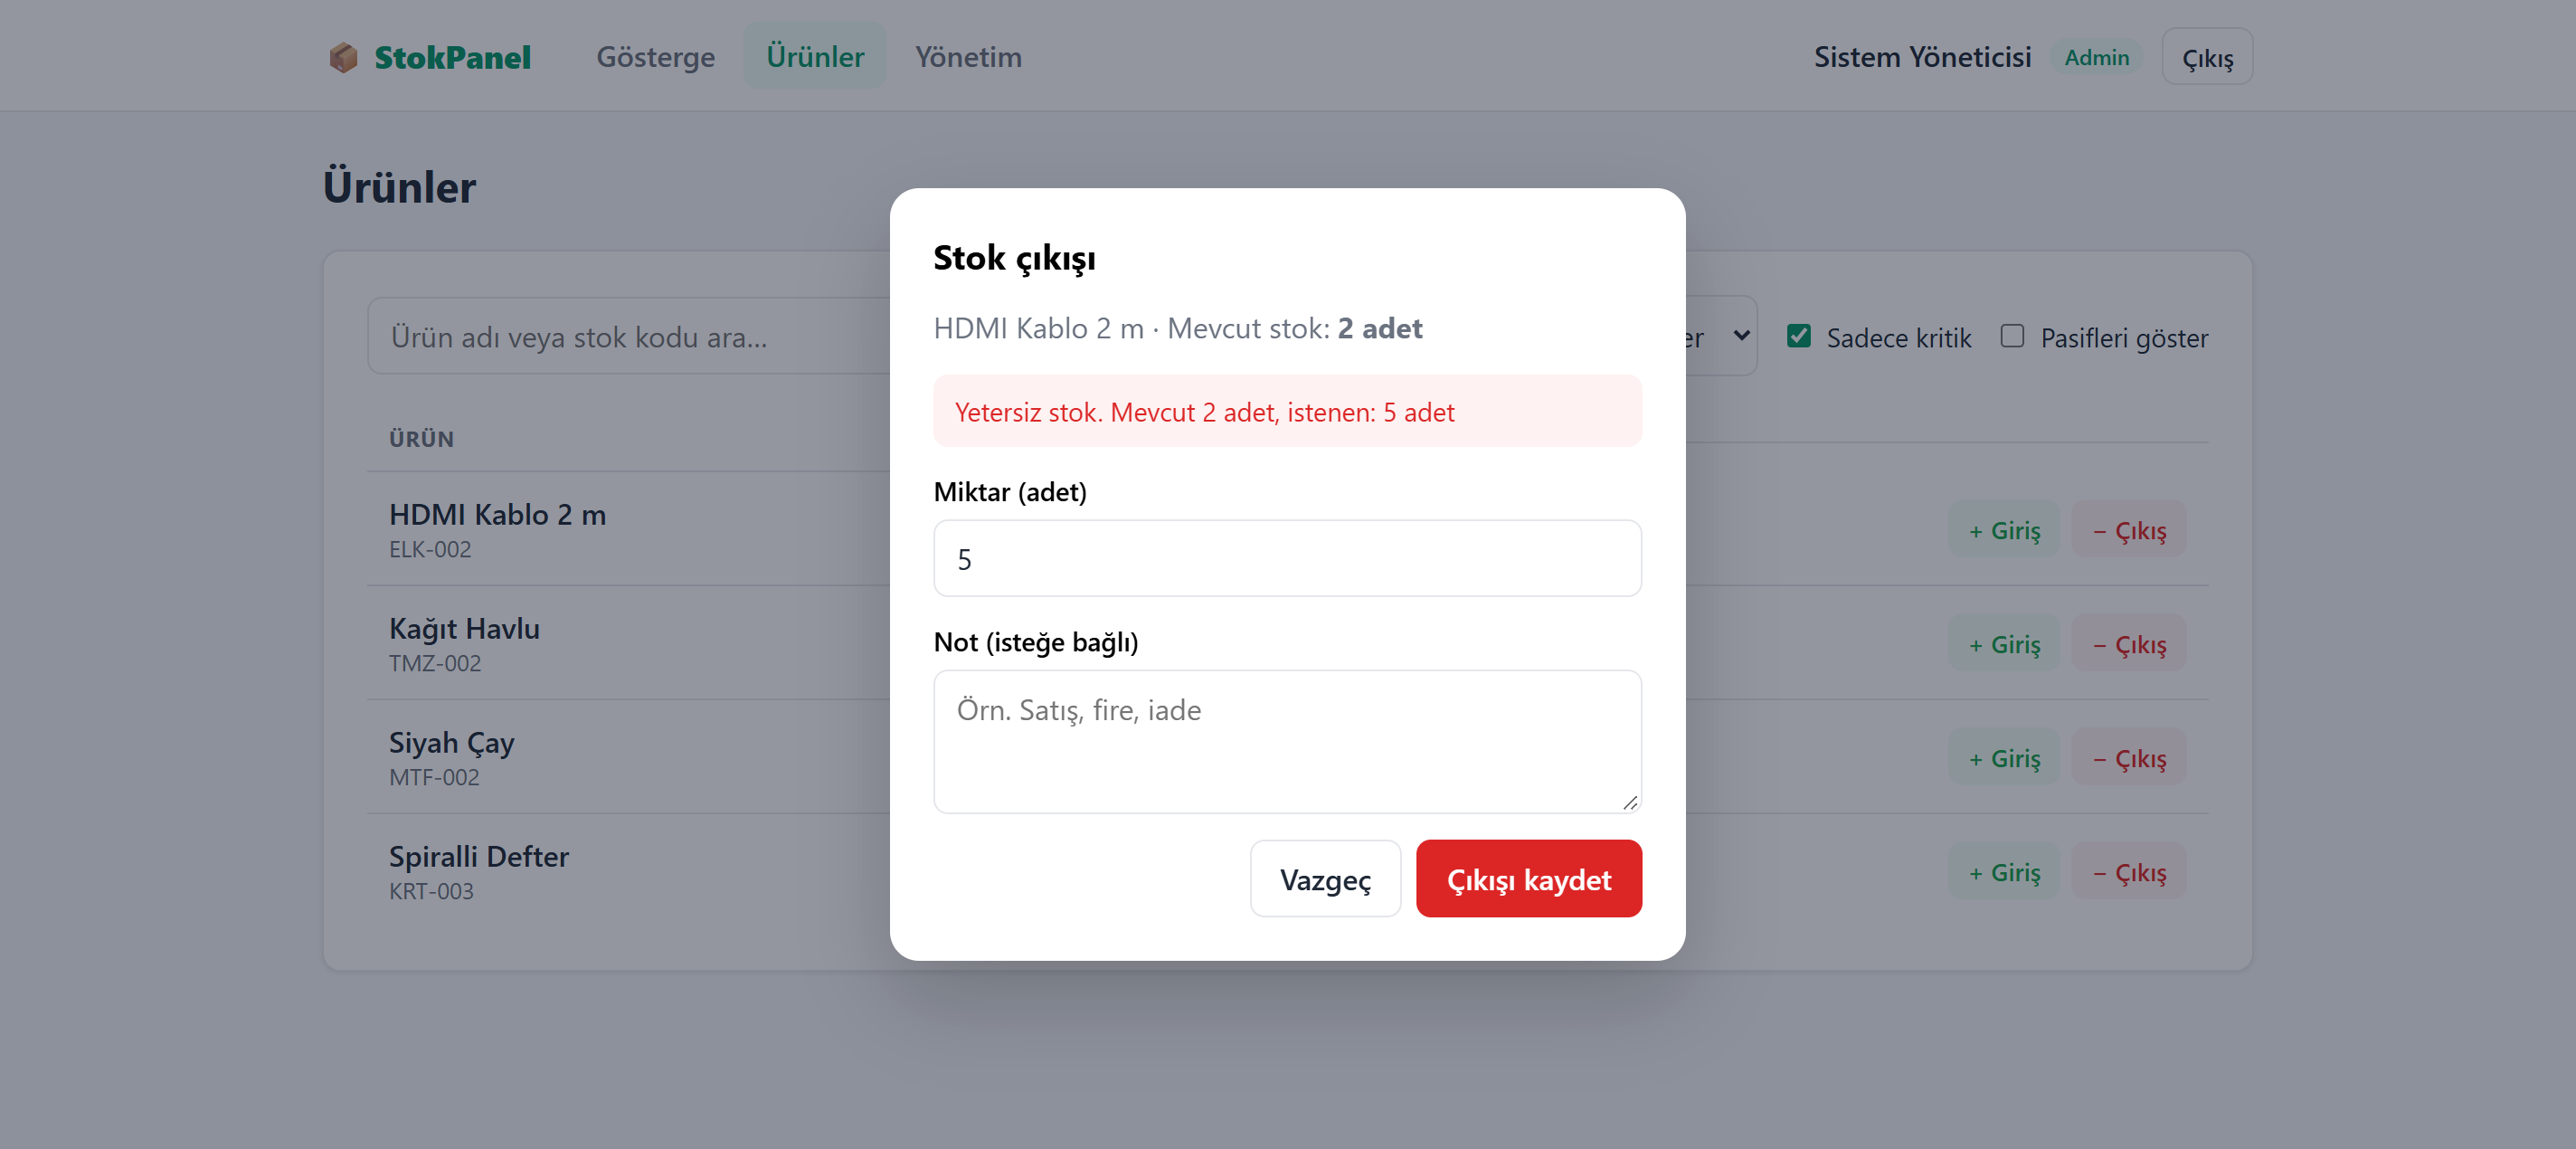 StokPanel Gösterge Ürünler Yönetim Sistem Yöneticisi Admin Çıkış
Ürünler
Ürün adı veya stok kodu ara...
Sadece kritik Pasifleri göster
ÜRÜN
HDMI Kablo 2 m
ELK-002
+ Giriş − Çıkış
Kağıt Havlu
TMZ-002
+ Giriş − Çıkış
Siyah Çay
MTF-002
+ Giriş − Çıkış
Spiralli Defter
KRT-003
+ Giriş − Çıkış
Stok çıkışı
HDMI Kablo 2 m · Mevcut stok: 2 adet
Yetersiz stok. Mevcut 2 adet, istenen: 5 adet
Miktar (adet)
5
Not (isteğe bağlı)
Örn. Satış, fire, iade
Vazgeç Çıkışı kaydet